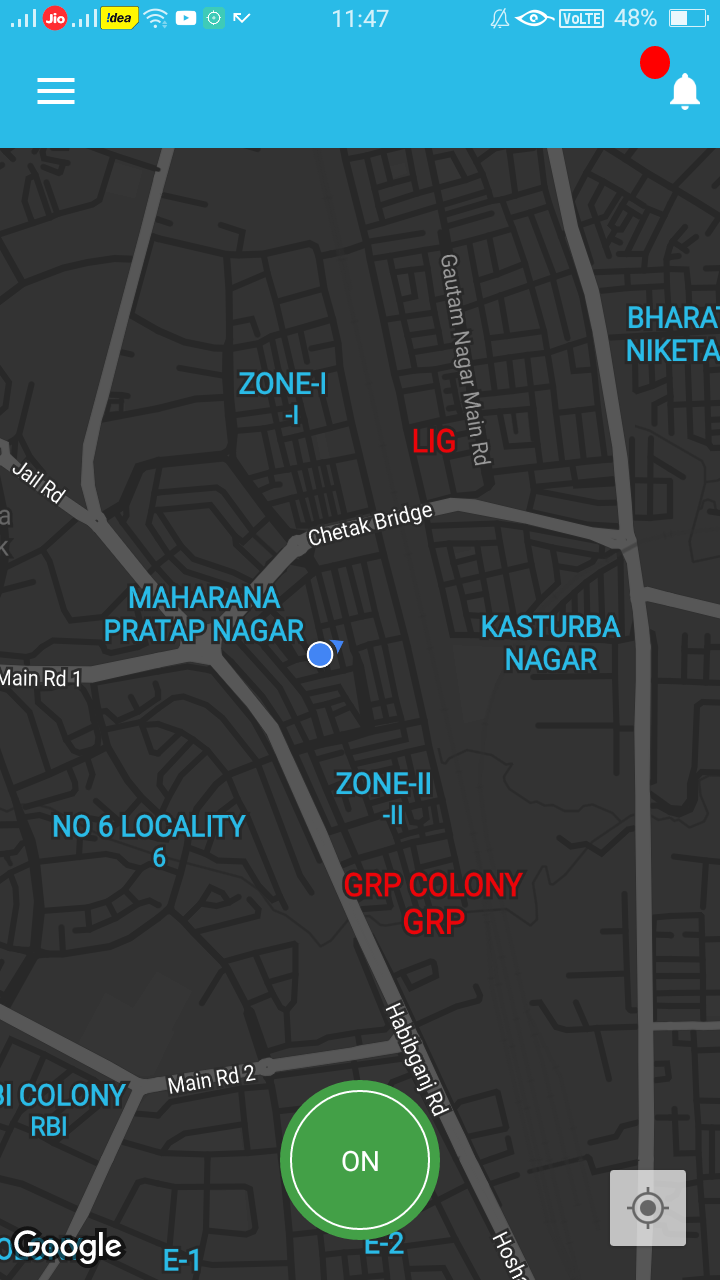 Jio
!dea
11:47
VoLTE
48%
Gautam Nagar Main Rd
BHARAT
NIKETA
ZONE-I
-I
LIG
Jail Rd
Chetak Bridge
MAHARANA
PRATAP NAGAR
KASTURBA
NAGAR
Main Rd 1
ZONE-II
-II
NO 6 LOCALITY
6
GRP COLONY
GRP
Habibganj Rd
Main Rd 2
BI COLONY
RBI
ON
Google
E-1
E-2
Hosha